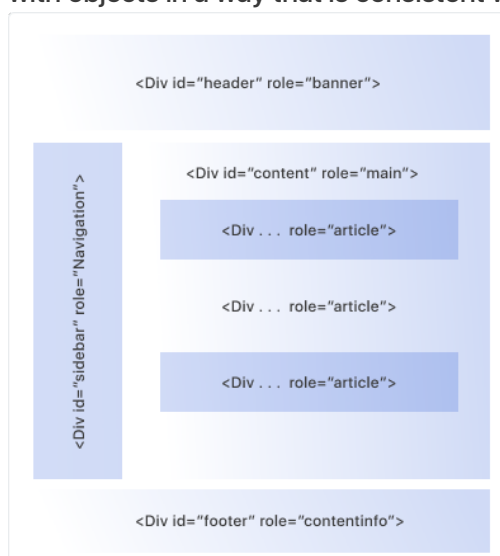 with objects in a way that is consistent
<Div id="header" role="banner">
<Div id="sidebar" role="Navigation">
<Div id="content" role="main">
<Div . . .  role="article">
<Div . . .  role="article">
<Div . . .  role="article">
<Div id="footer" role="contentinfo">